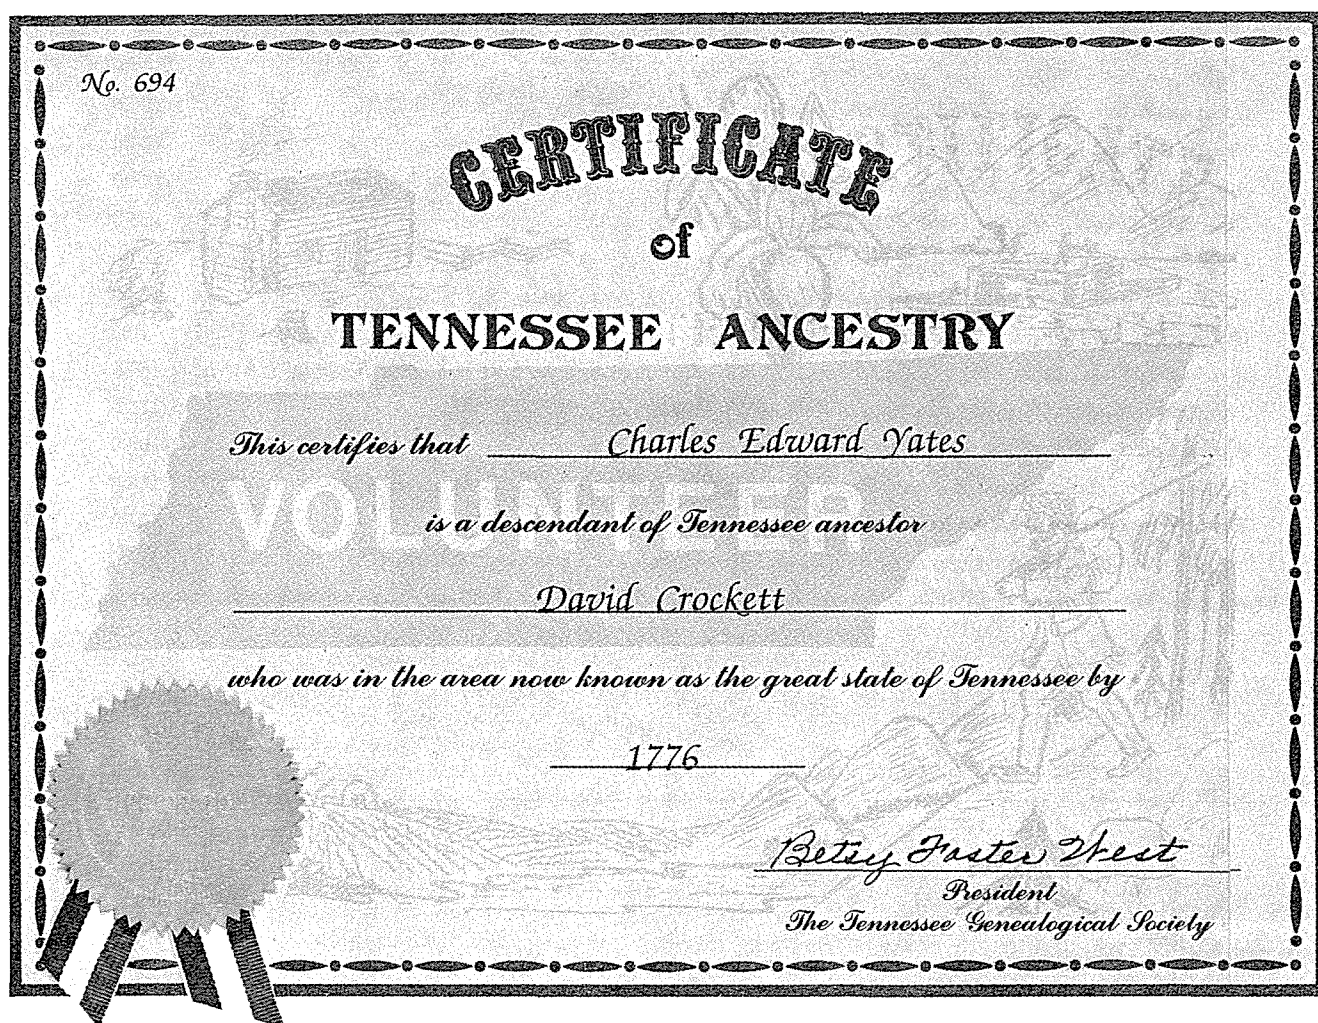 No. 694
CERTIFICATE
of
TENNESSEE ANCESTRY
This certifies that Charles Edward Yates
VOLUNTEER
is a descendant of Tennessee ancestor
David Crockett
who was in the area now known as the great state of Tennessee by
1776
Betsy Foster West
President
The Tennessee Genealogical Society